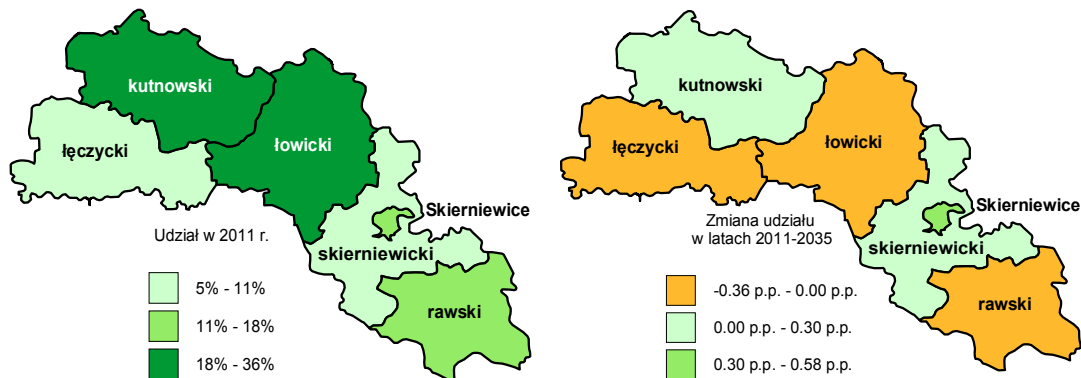 kutnowski
łęczycki
łowicki
Skierniewice
skierniewicki
rawski
Udział w 2011 r.
5% - 11%
11% - 18%
18% - 36%
kutnowski
łęczycki
łowicki
Skierniewice
skierniewicki
rawski
Zmiana udziału
w latach 2011-2035
-0.36 p.p. - 0.00 p.p.
0.00 p.p. - 0.30 p.p.
0.30 p.p. - 0.58 p.p.